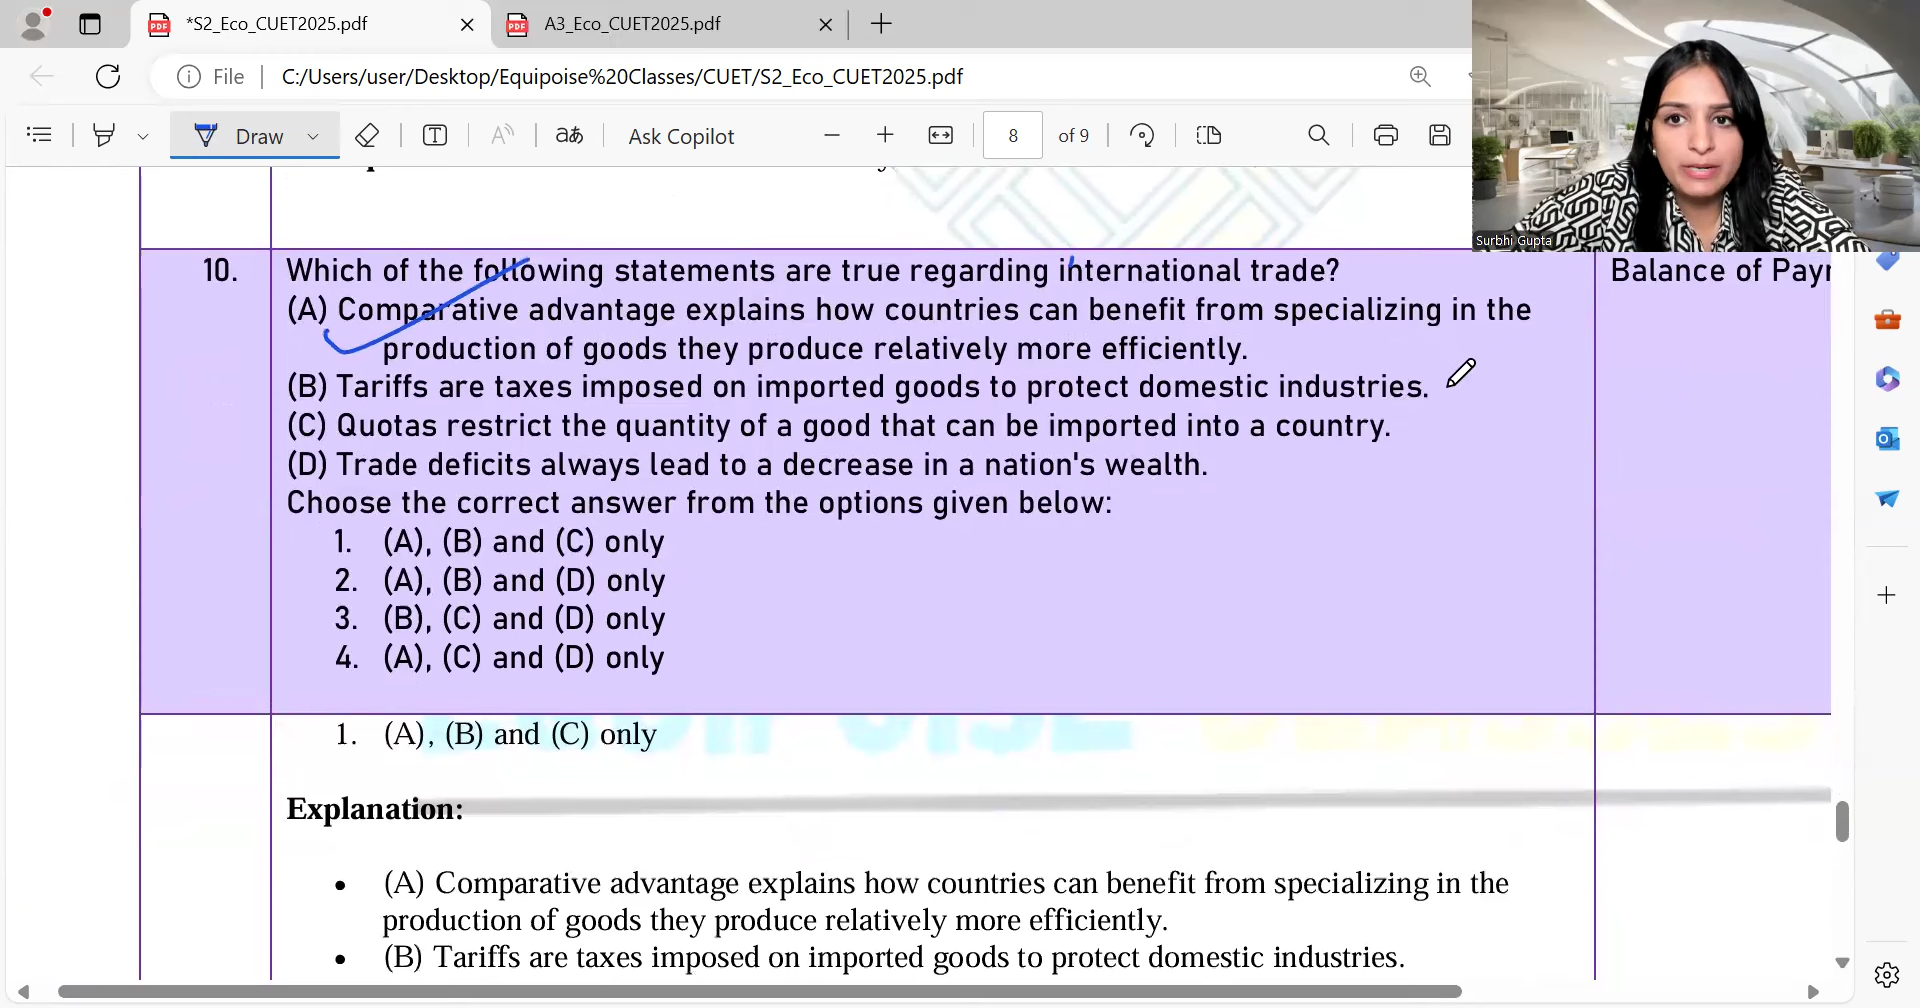 *S2_Eco_CUET2025.pdf
A3_Eco_CUET2025.pdf
File
C:/Users/user/Desktop/Equipoise%20Classes/CUET/S2_Eco_CUET2025.pdf
Draw
T
A
aあ
Ask Copilot
8 of 9
Surbhi Gupta
10.
Which of the following statements are true regarding international trade?
Balance of Payr
(A) Comparative advantage explains how countries can benefit from specializing in the
production of goods they produce relatively more efficiently.
(B) Tariffs are taxes imposed on imported goods to protect domestic industries.
(C) Quotas restrict the quantity of a good that can be imported into a country.
(D) Trade deficits always lead to a decrease in a nation's wealth.
Choose the correct answer from the options given below:
1. (A), (B) and (C) only
2. (A), (B) and (D) only
3. (B), (C) and (D) only
4. (A), (C) and (D) only
1. (A), (B) and (C) only
Explanation:
• (A) Comparative advantage explains how countries can benefit from specializing in the
production of goods they produce relatively more efficiently.
• (B) Tariffs are taxes imposed on imported goods to protect domestic industries.